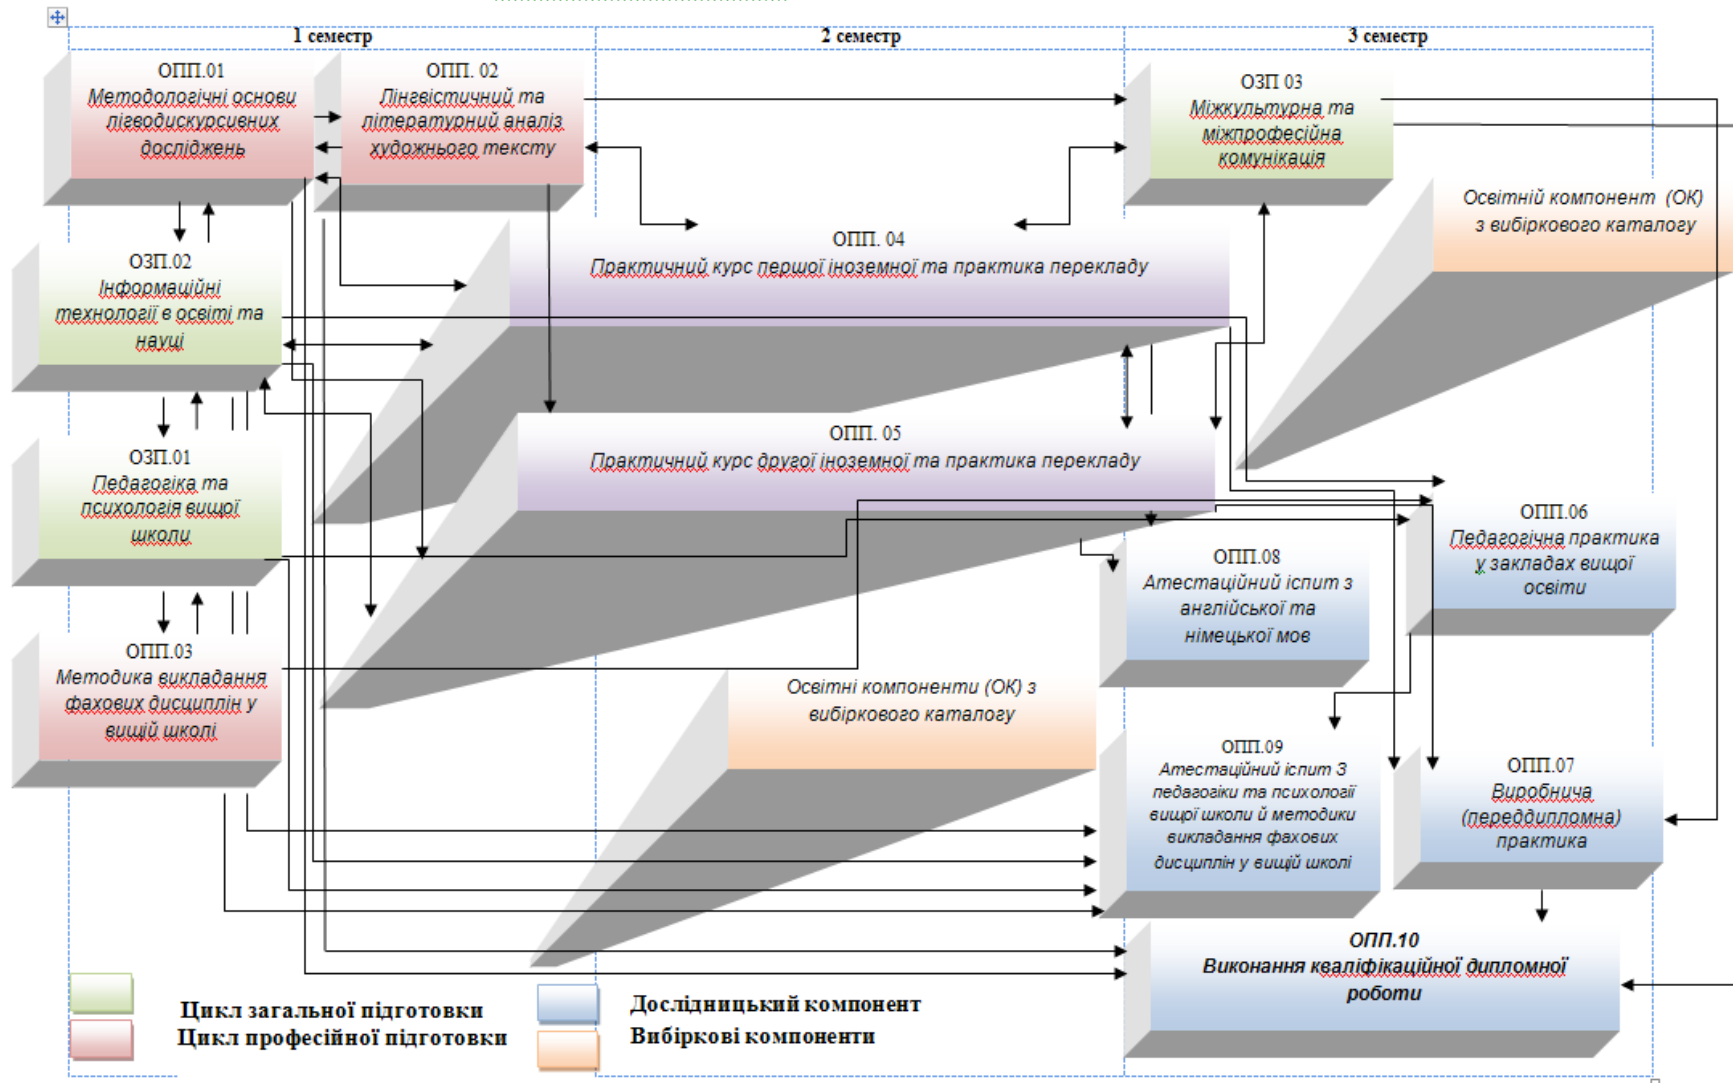 1 семестр
2 семестр
3 семестр
ОПП.01
Методологічні основи
лігводискурсивних
досліджень
ОПП. 02
Лінгвістичний та
літературний аналіз
художнього тексту
ОЗП 03
Міжкультурна та
міжпрофесійна
комунікація
Освітній компонент (ОК)
з вибіркового каталогу
ОПП. 04
Практичний курс першої іноземної та практика перекладу
ОЗП.02
Інформаційні
технології в освіті та
науці
ОПП. 05
Практичний курс другої іноземної та практика перекладу
ОЗП.01
Педагогіка та
психологія вищої
школи
ОПП.06
Педагогічна практика
у закладах вищої
освіти
ОПП.08
Атестаційний іспит з
англійської та
німецької мов
ОПП.03
Методика викладання
фахових дисциплін у
вищій школі
Освітні компоненти (ОК) з
вибіркового каталогу
ОПП.09
Атестаційний іспит З
педагогіки та психології
вищої школи й методики
викладання фахових
дисциплін у вищій школі
ОПП.07
Виробнича
(переддипломна)
практика
ОПП.10
Виконання кваліфікаційної дипломної
роботи
Цикл загальної підготовки
Цикл професійної підготовки
Дослідницький компонент
Вибіркові компоненти